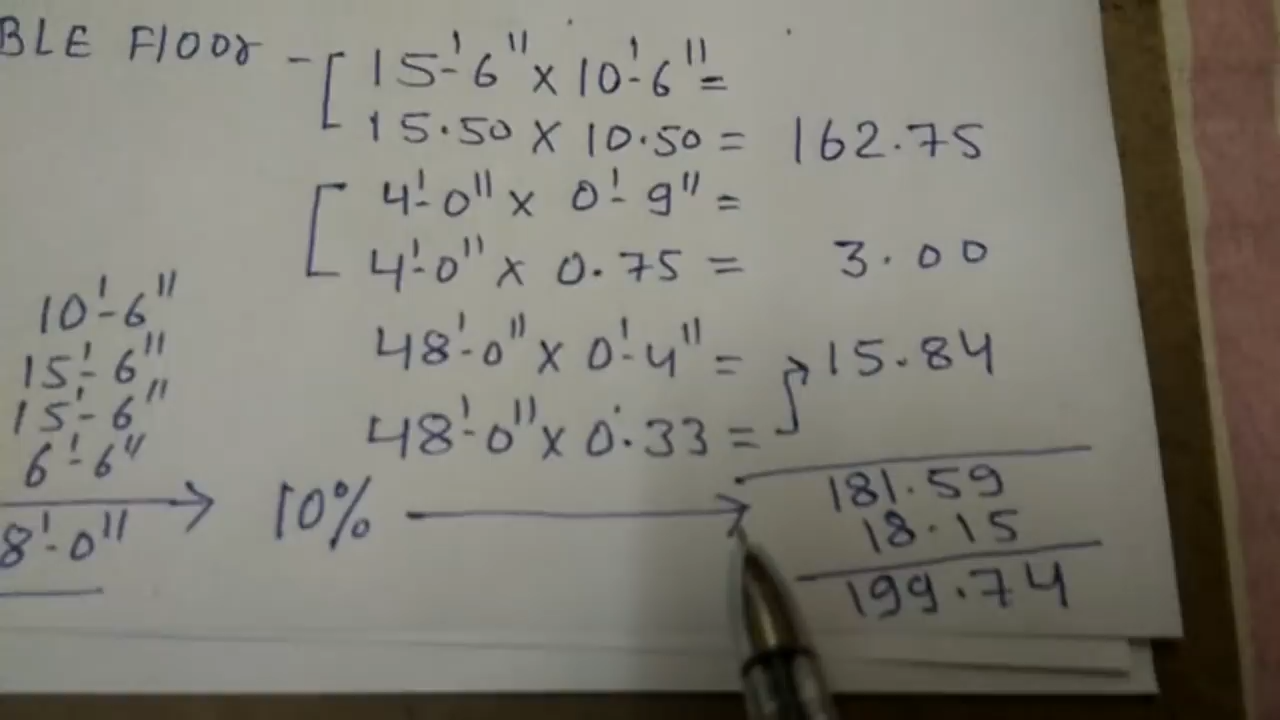 BLE Floor - 15'-6" x 10'-6" =
15.50 x 10.50 = 162.75
4'-0" x 0'-9" =
4'-0" x 0.75 = 3.00
10'-6"
48'-0" x 0'-4" = 15.84
15'-6"
15'-6"
48'-0" x 0.33 =
6'-6"
181.59
10% 18.15
8'-0"
199.74